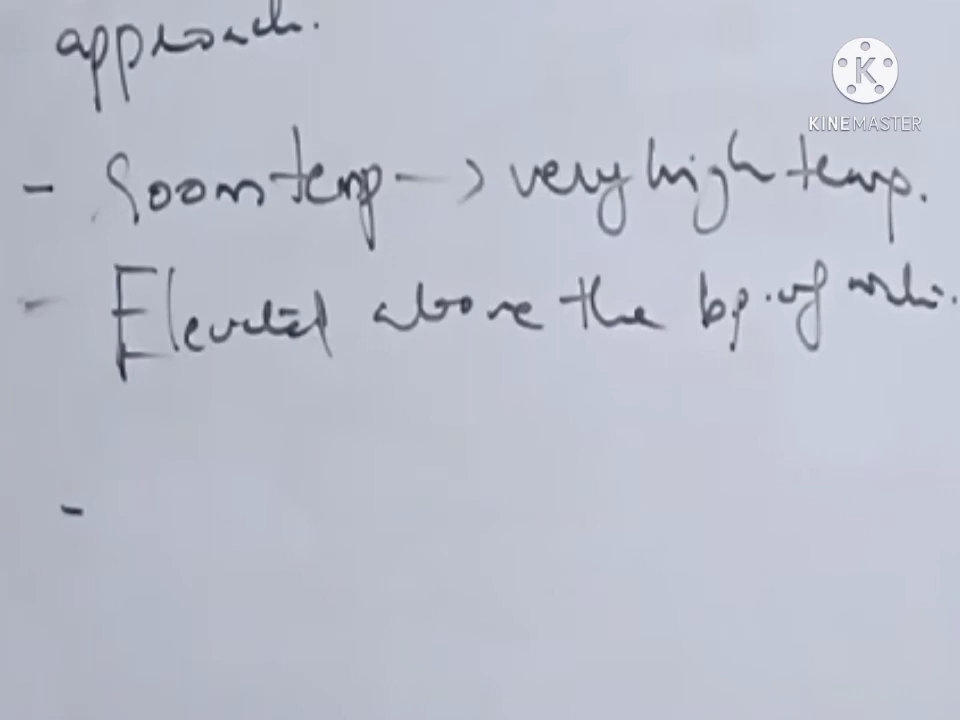 approach.
KINEMASTER
- Room temp -> very high temp.
- Elevated above the bp. of
-